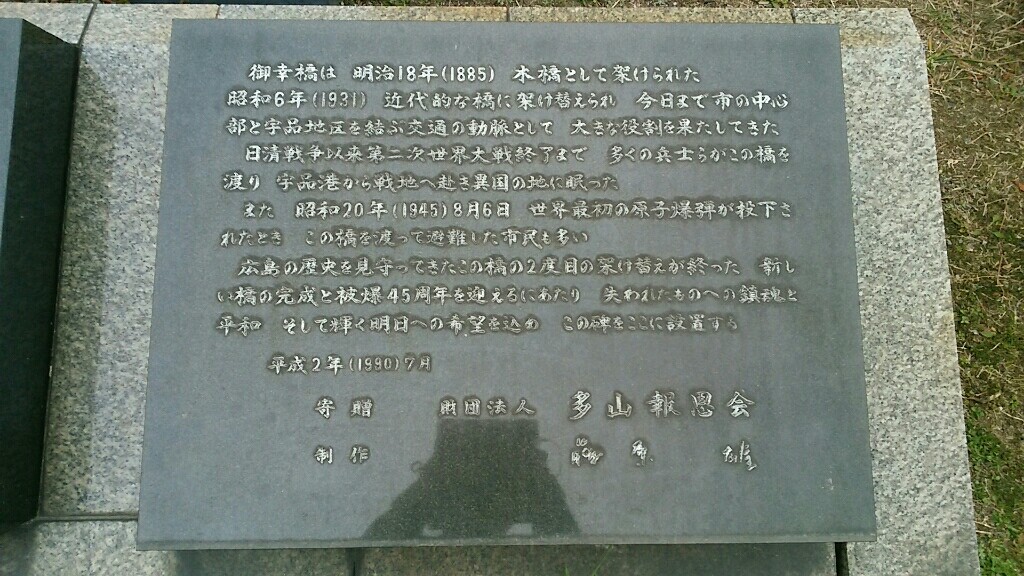 御幸橋は 明治18年(1885) 木橋として架けられた
昭和6年(1931) 近代的な橋に架け替えられ 今日まで市の中心
部と宇品地区を結ぶ交通の動脈として 大きな役割を果たしてきた
日清戦争以来第二次世界大戦終了まで 多くの兵士らがこの橋を
渡り 宇品港から戦地へ赴き異国の地に眠った
また 昭和20年(1945)8月6日 世界最初の原子爆弾が投下さ
れたとき この橋を渡って避難した市民も多い
広島の歴史を見守ってきたこの橋の2度目の架け替えが終った 新し
い橋の完成と被爆45周年を迎えるにあたり 失われたものへの鎮魂と
平和 そして輝く明日への希望を込め この碑をここに設置する
平成2年(1990)7月
寄贈 財団法人 多山報恩会
制作